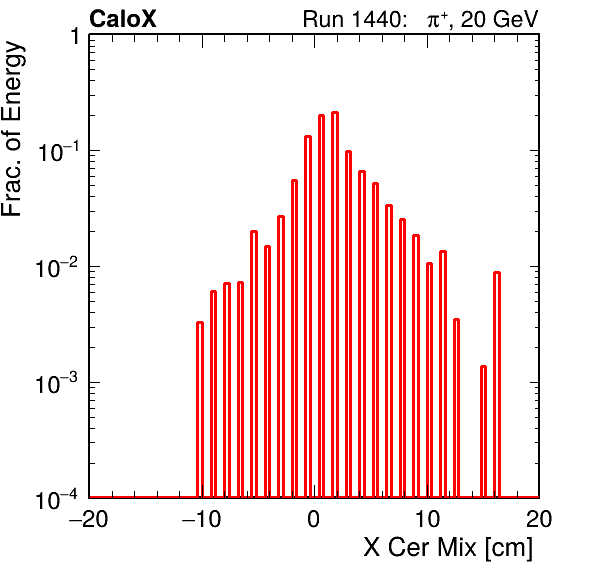 CaloX Run 1440: π⁺, 20 GeV
Frac. of Energy
1
10⁻¹
10⁻²
10⁻³
10⁻⁴
−20 −10 0 10 20
X Cer Mix [cm]